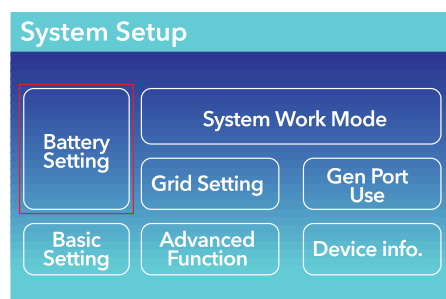 System Setup
Battery
Setting
System Work Mode
Grid Setting
Gen Port
Use
Basic
Setting
Advanced
Function
Device info.